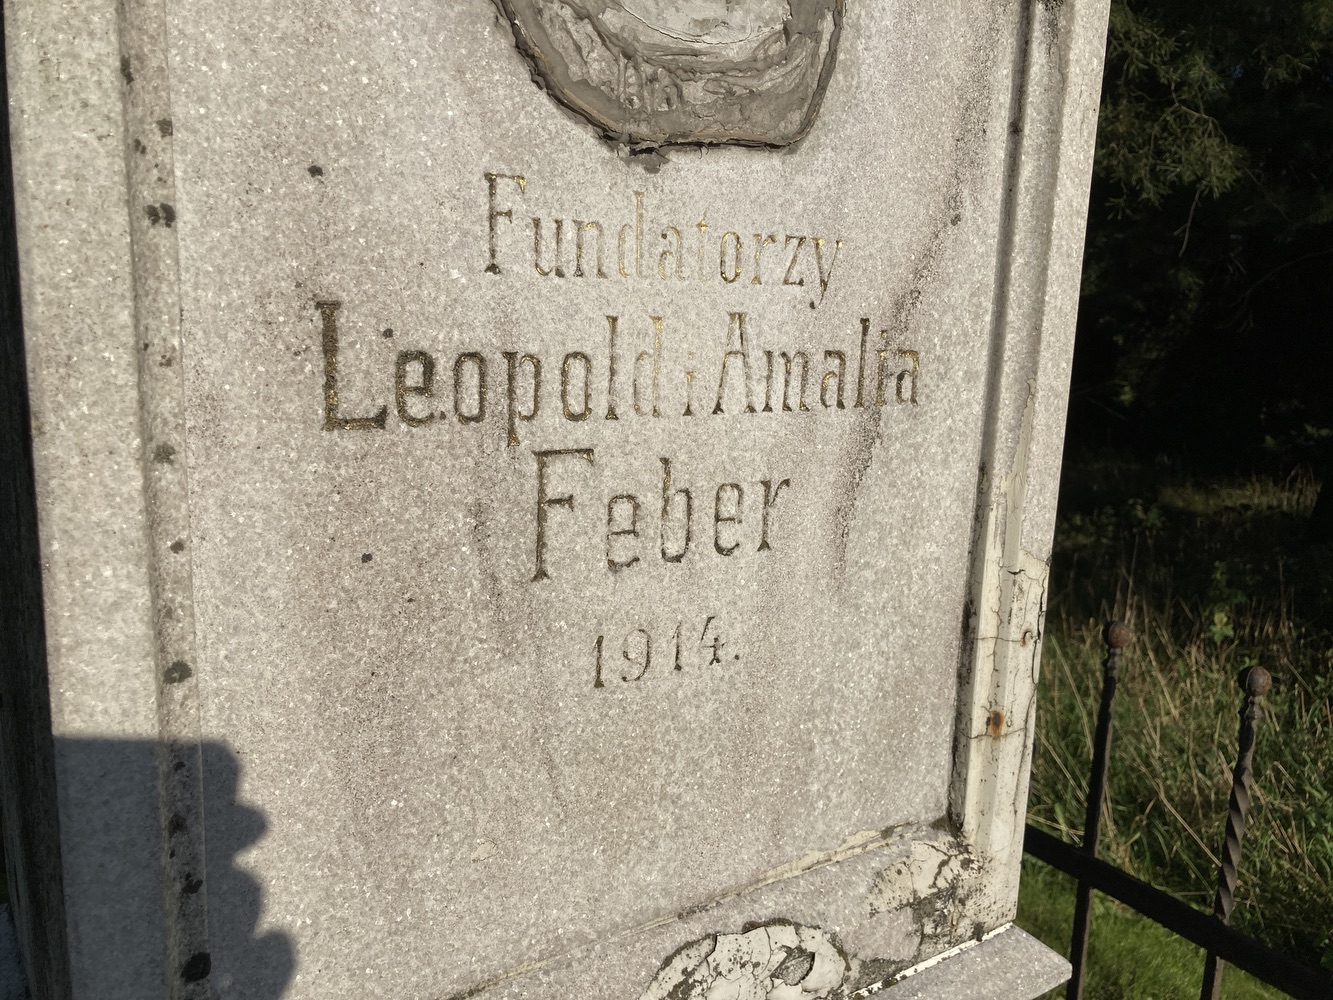 Fundatorzy
Leopold i Amalia
Feber
1914.